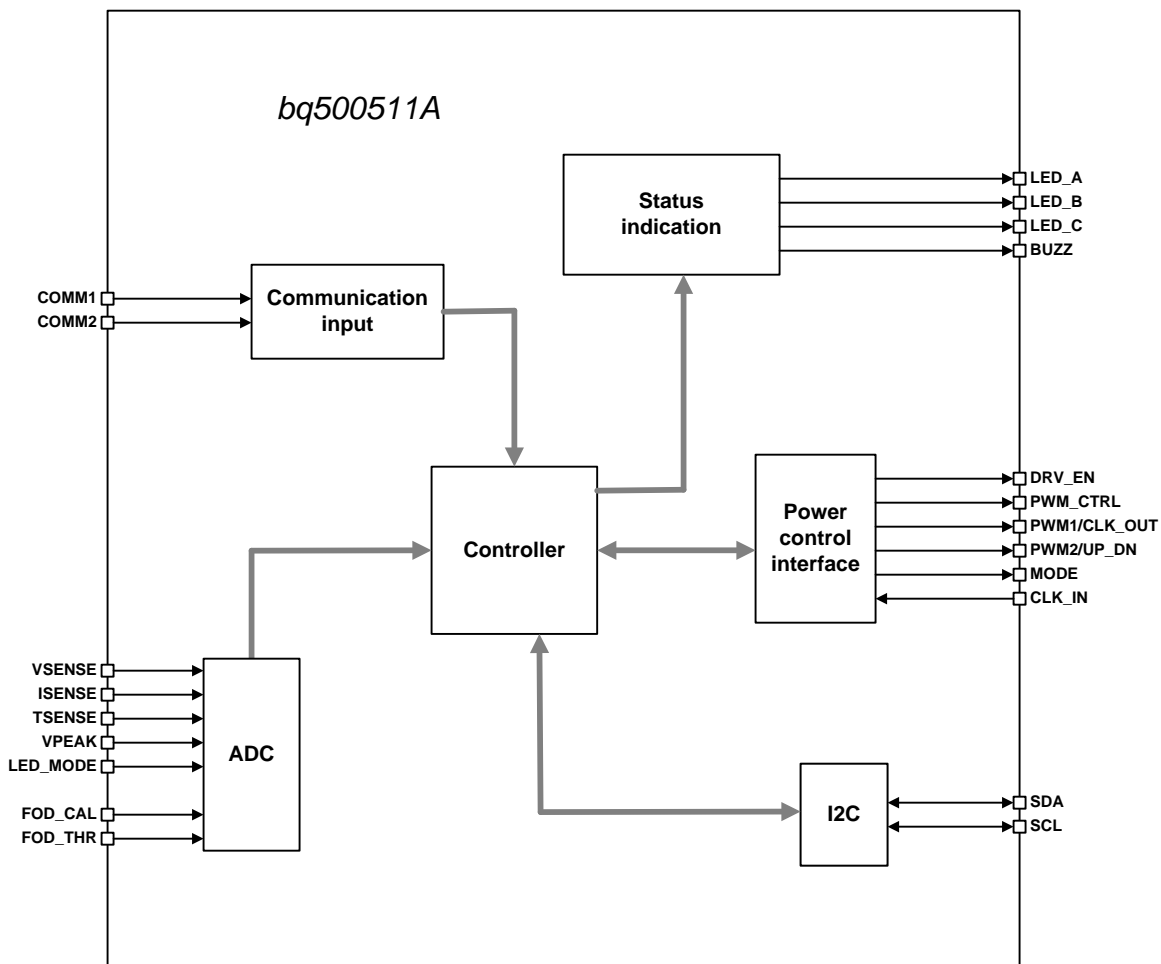 bq500511A
Status
indication
LED_A
LED_B
LED_C
BUZZ
COMM1
COMM2
Communication
input
Controller
Power
control
interface
DRV_EN
PWM_CTRL
PWM1/CLK_OUT
PWM2/UP_DN
MODE
CLK_IN
VSENSE
ISENSE
TSENSE
VPEAK
LED_MODE
FOD_CAL
FOD_THR
ADC
I2C
SDA
SCL